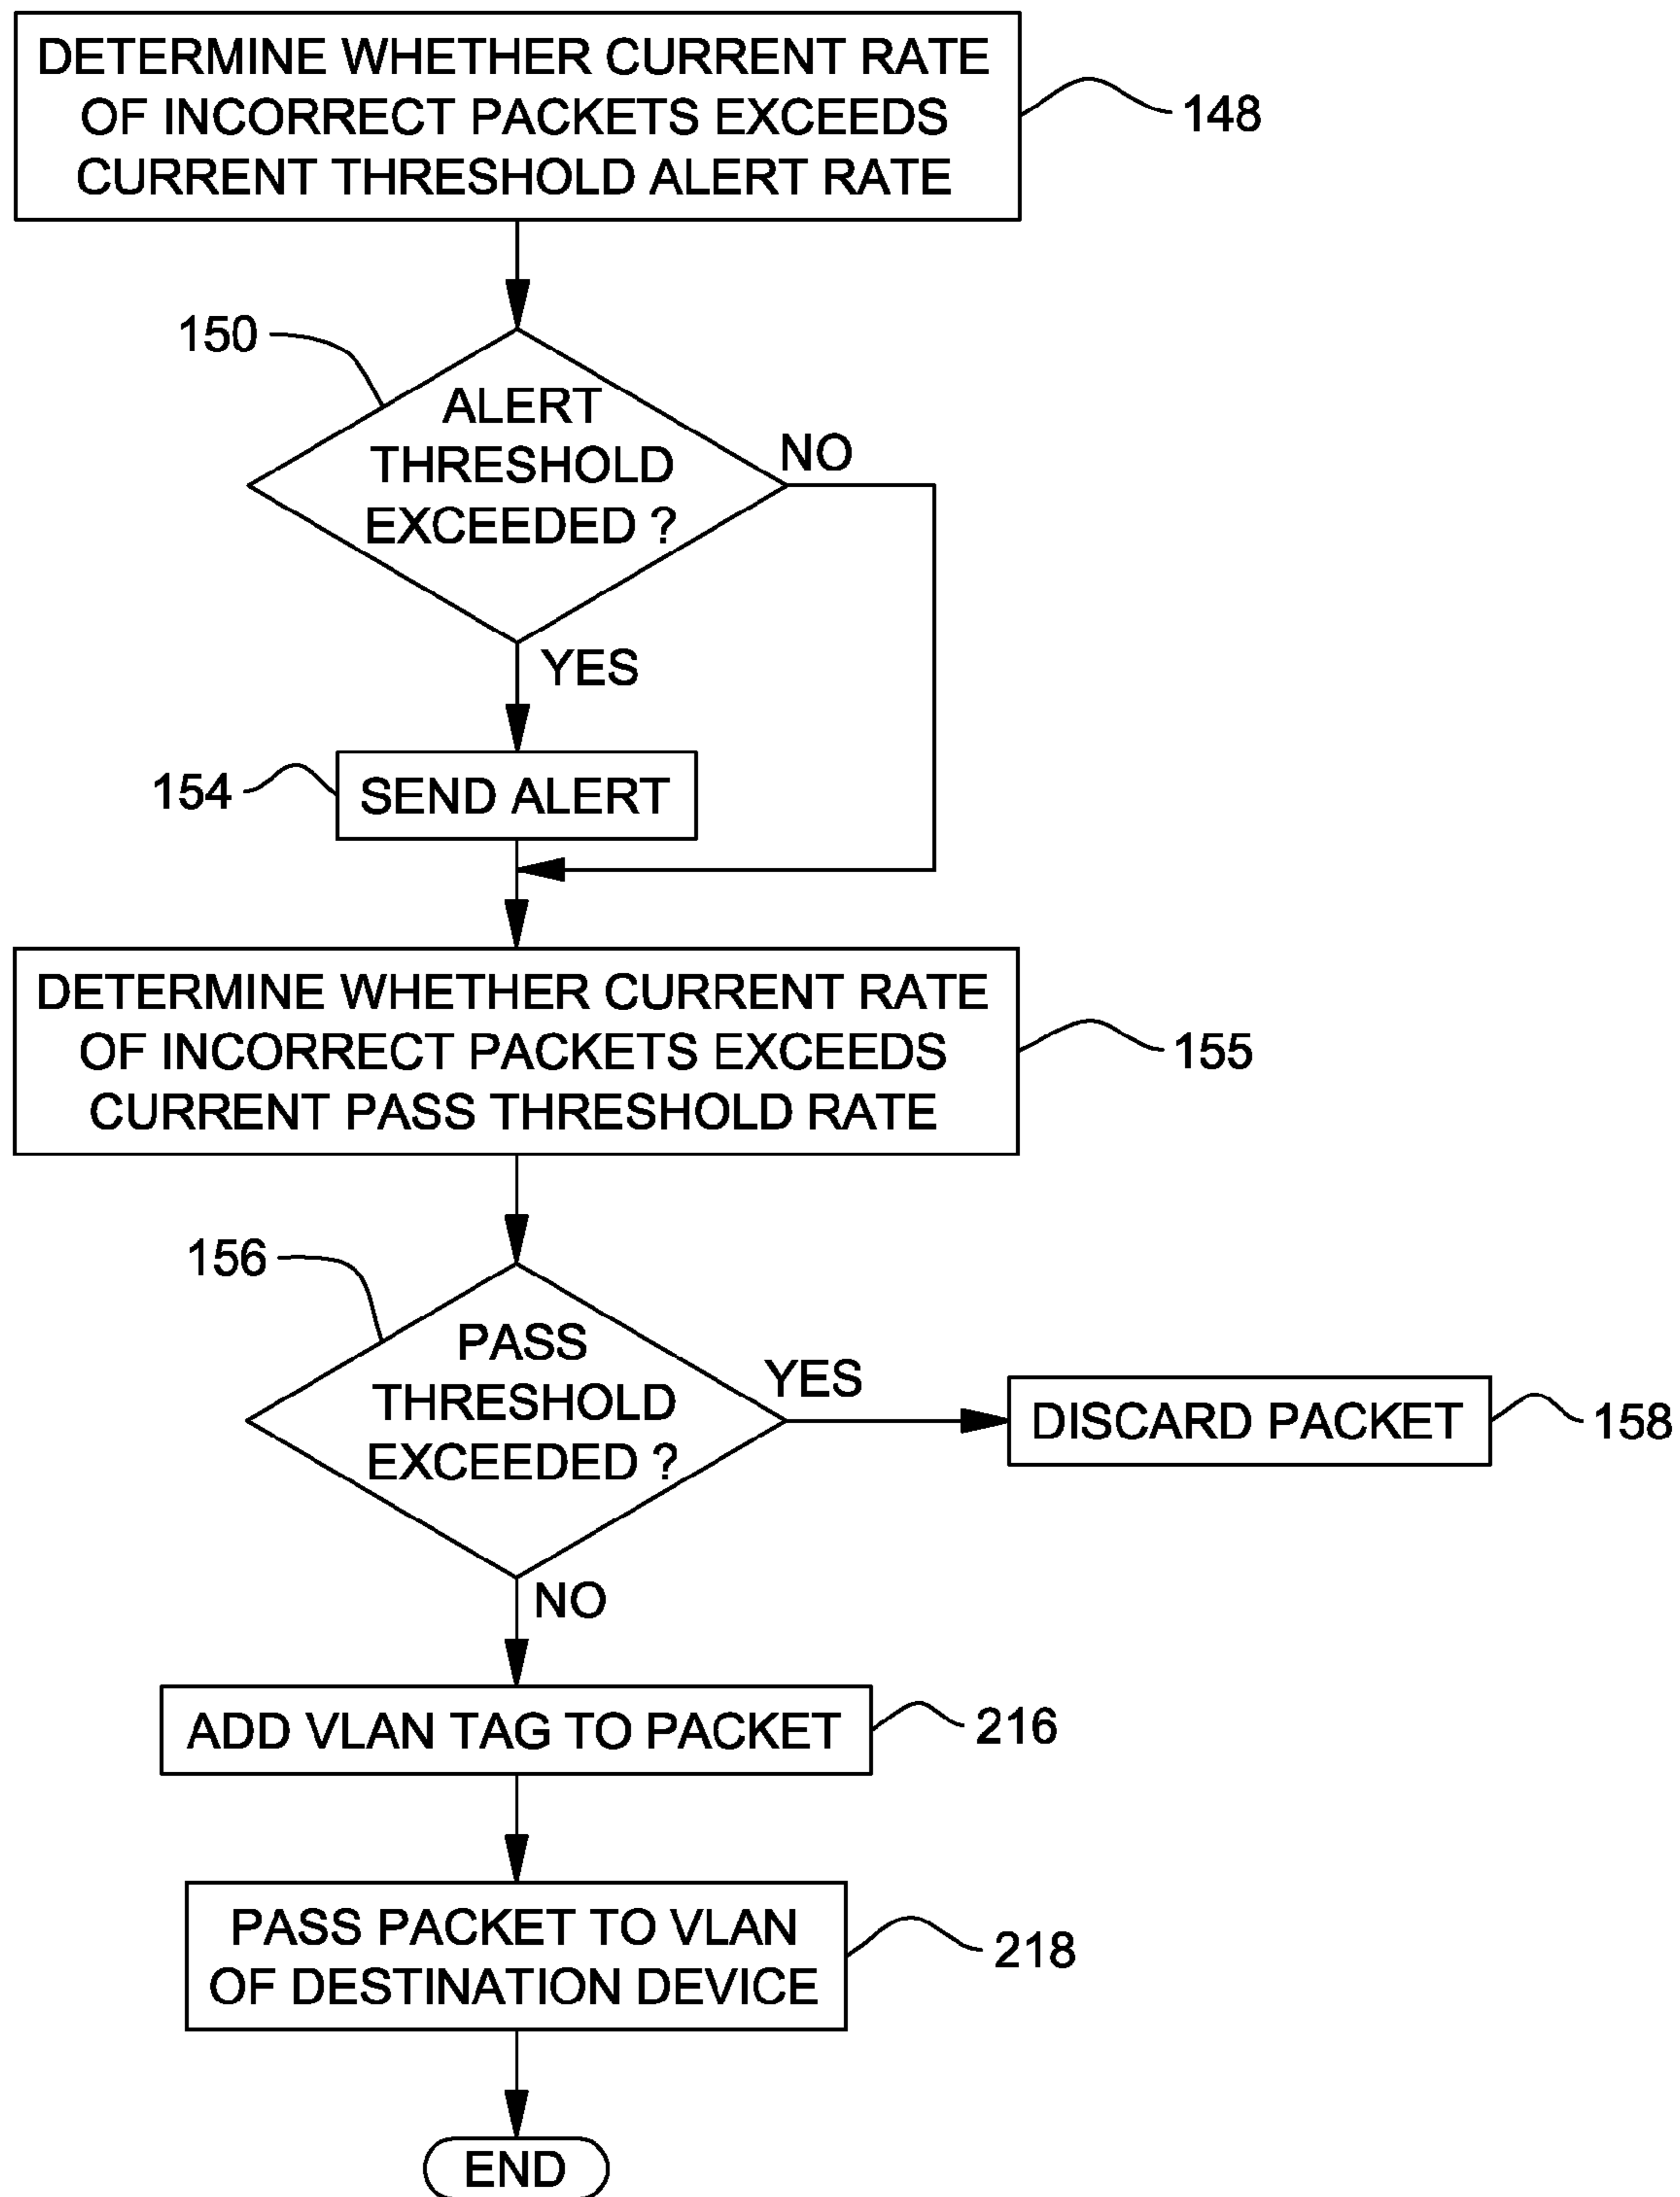 DETERMINE WHETHER CURRENT RATE
OF INCORRECT PACKETS EXCEEDS
CURRENT THRESHOLD ALERT RATE
148
150
ALERT
THRESHOLD
EXCEEDED ?
NO
YES
154
SEND ALERT
DETERMINE WHETHER CURRENT RATE
OF INCORRECT PACKETS EXCEEDS
CURRENT PASS THRESHOLD RATE
155
156
PASS
THRESHOLD
EXCEEDED ?
YES
DISCARD PACKET
158
NO
ADD VLAN TAG TO PACKET
216
PASS PACKET TO VLAN
OF DESTINATION DEVICE
218
END